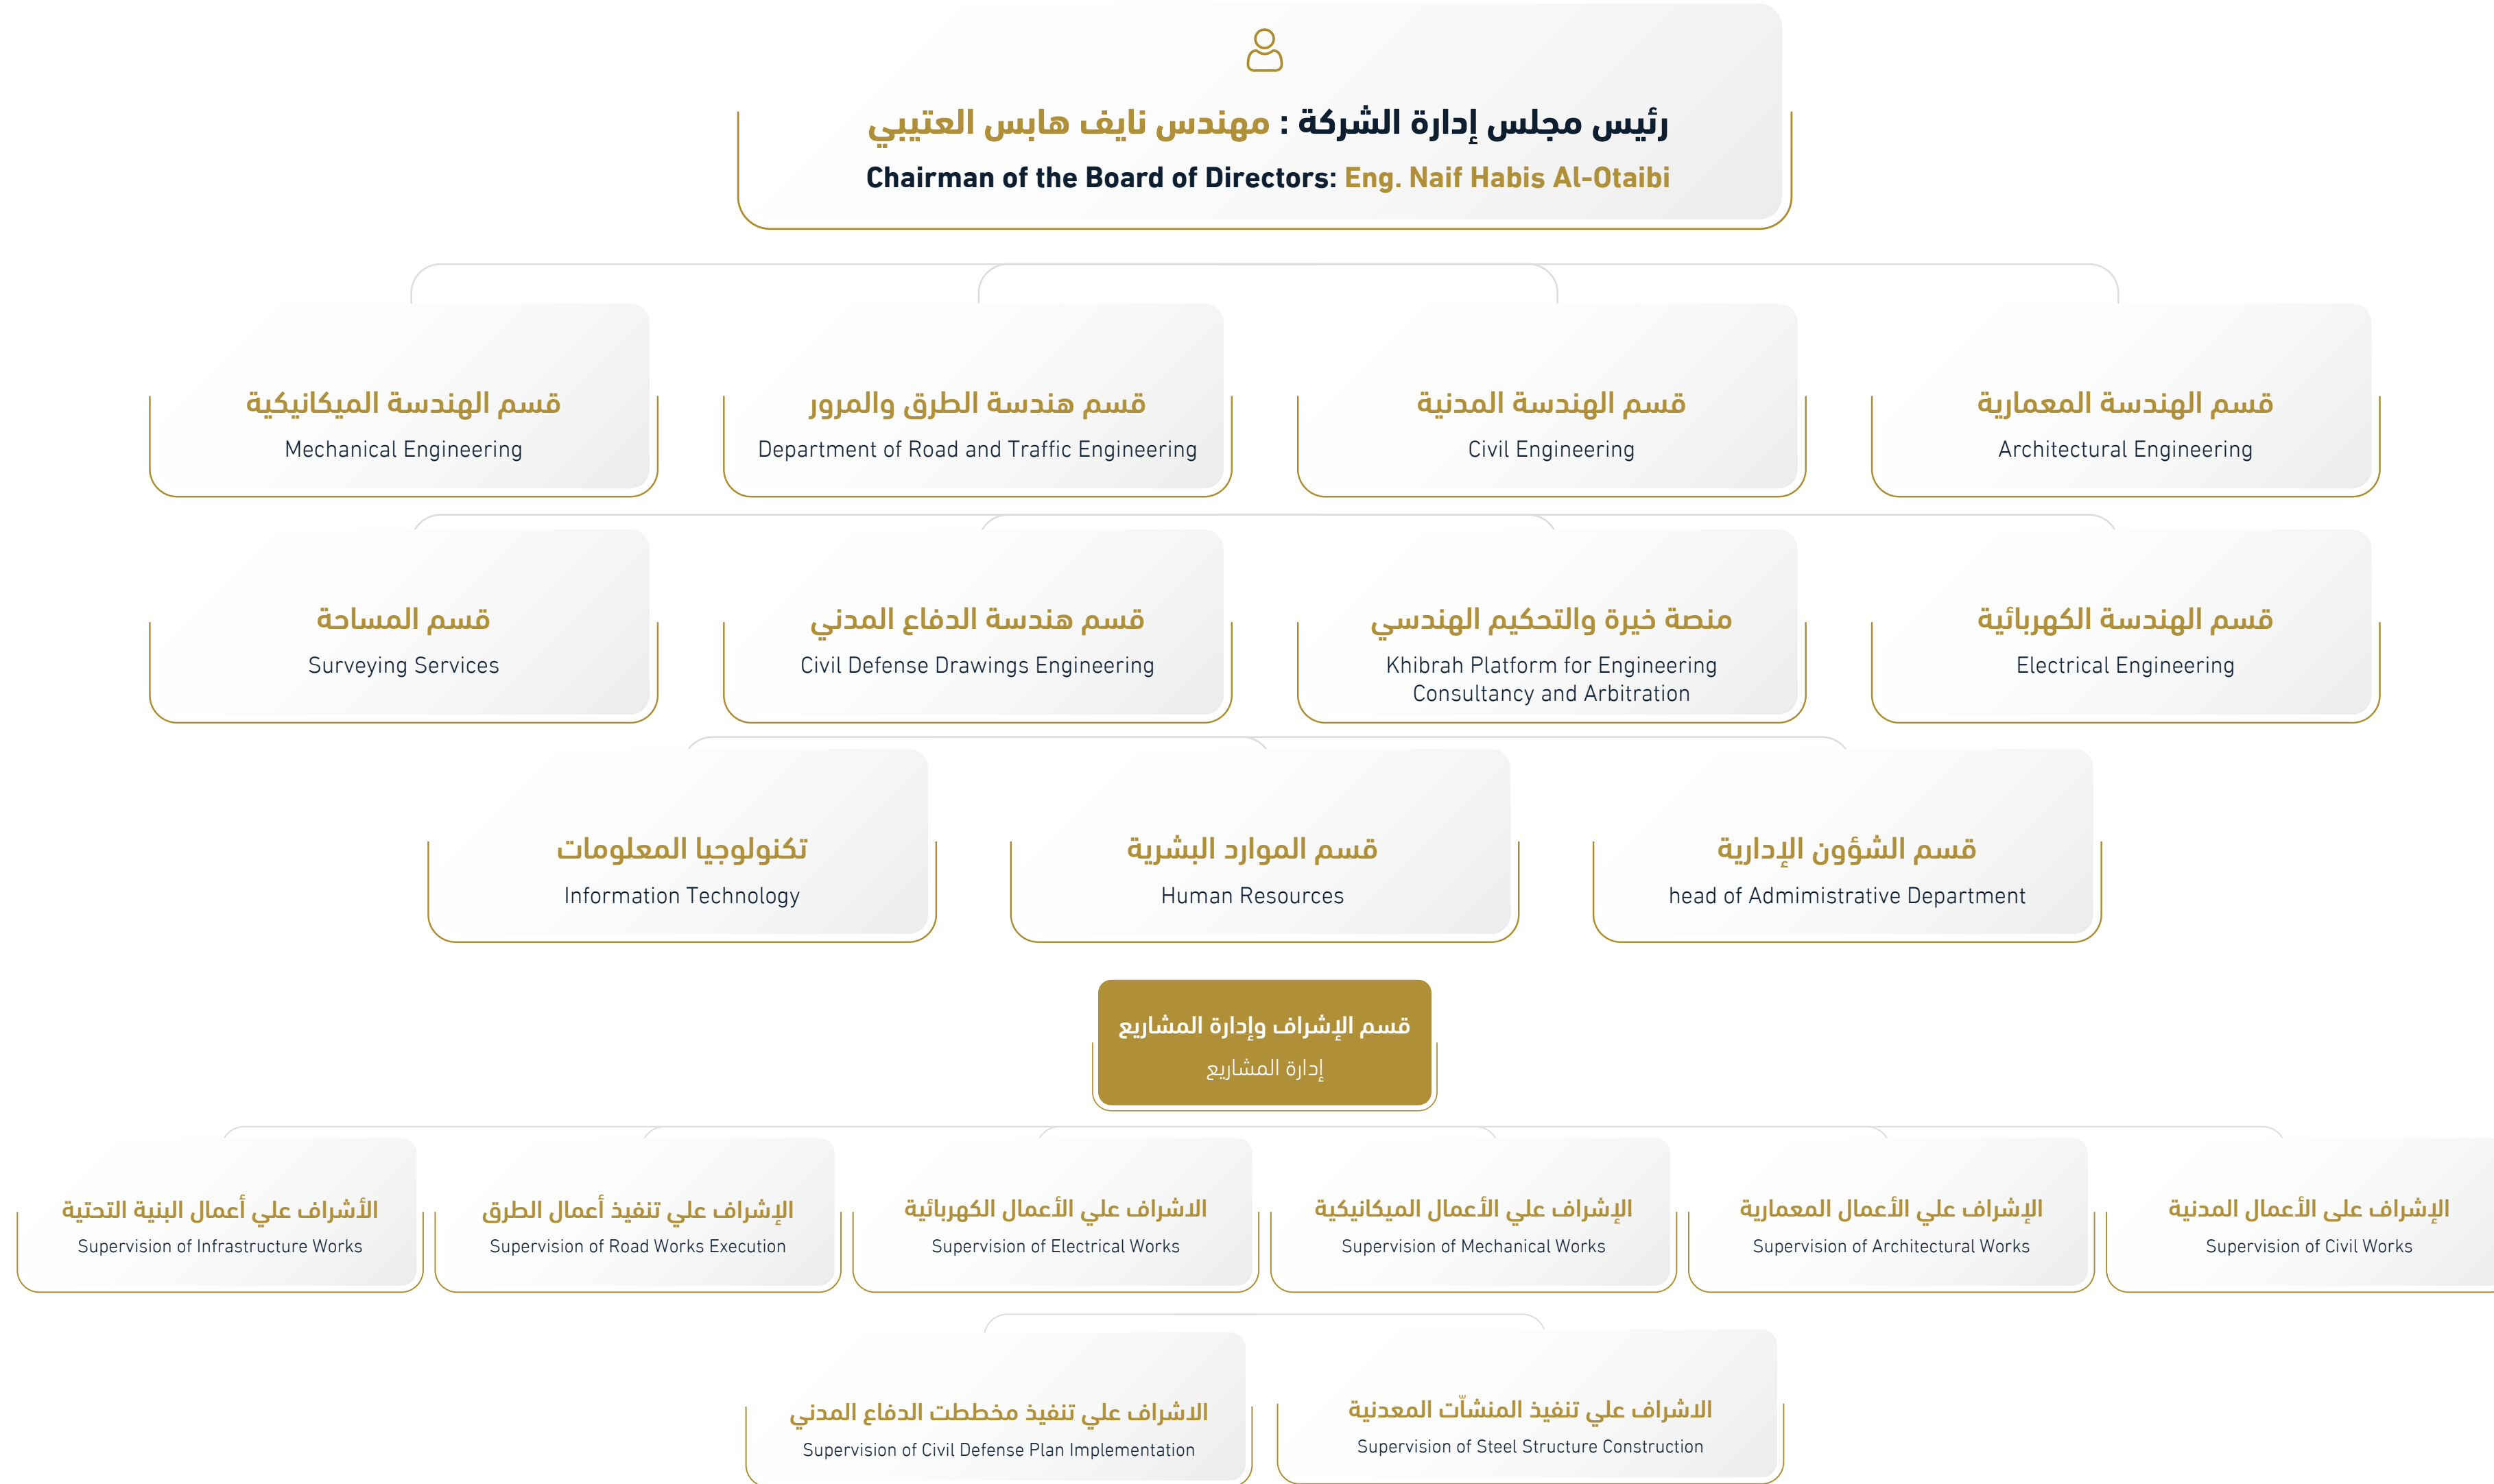 رئيس مجلس إدارة الشركة : مهندس نايف هابس العتيبي
Chairman of the Board of Directors: Eng. Naif Habis Al-Otaibi
قسم الهندسة المعمارية
Architectural Engineering
قسم الهندسة المدنية
Civil Engineering
قسم هندسة الطرق والمرور
Department of Road and Traffic Engineering
قسم الهندسة الميكانيكية
Mechanical Engineering
قسم الهندسة الكهربائية
Electrical Engineering
منصة خيرة والتحكيم الهندسي
Khibrah Platform for Engineering
Consultancy and Arbitration
قسم هندسة الدفاع المدني
Civil Defense Drawings Engineering
قسم المساحة
Surveying Services
قسم الشؤون الإدارية
head of Admimistrative Department
قسم الموارد البشرية
Human Resources
تكنولوجيا المعلومات
Information Technology
قسم الإشراف وإدارة المشاريع
إدارة المشاريع
الإشراف على الأعمال المدنية
Supervision of Civil Works
الإشراف علي الأعمال المعمارية
Supervision of Architectural Works
الإشراف علي الأعمال الميكانيكية
Supervision of Mechanical Works
الاشراف علي الأعمال الكهربائية
Supervision of Electrical Works
الإشراف علي تنفيذ أعمال الطرق
Supervision of Road Works Execution
الأشراف علي أعمال البنية التحتية
Supervision of Infrastructure Works
الاشراف علي تنفيذ المنشآّت المعدنية
Supervision of Steel Structure Construction
الاشراف علي تنفيذ مخططت الدفاع المدني
Supervision of Civil Defense Plan Implementation